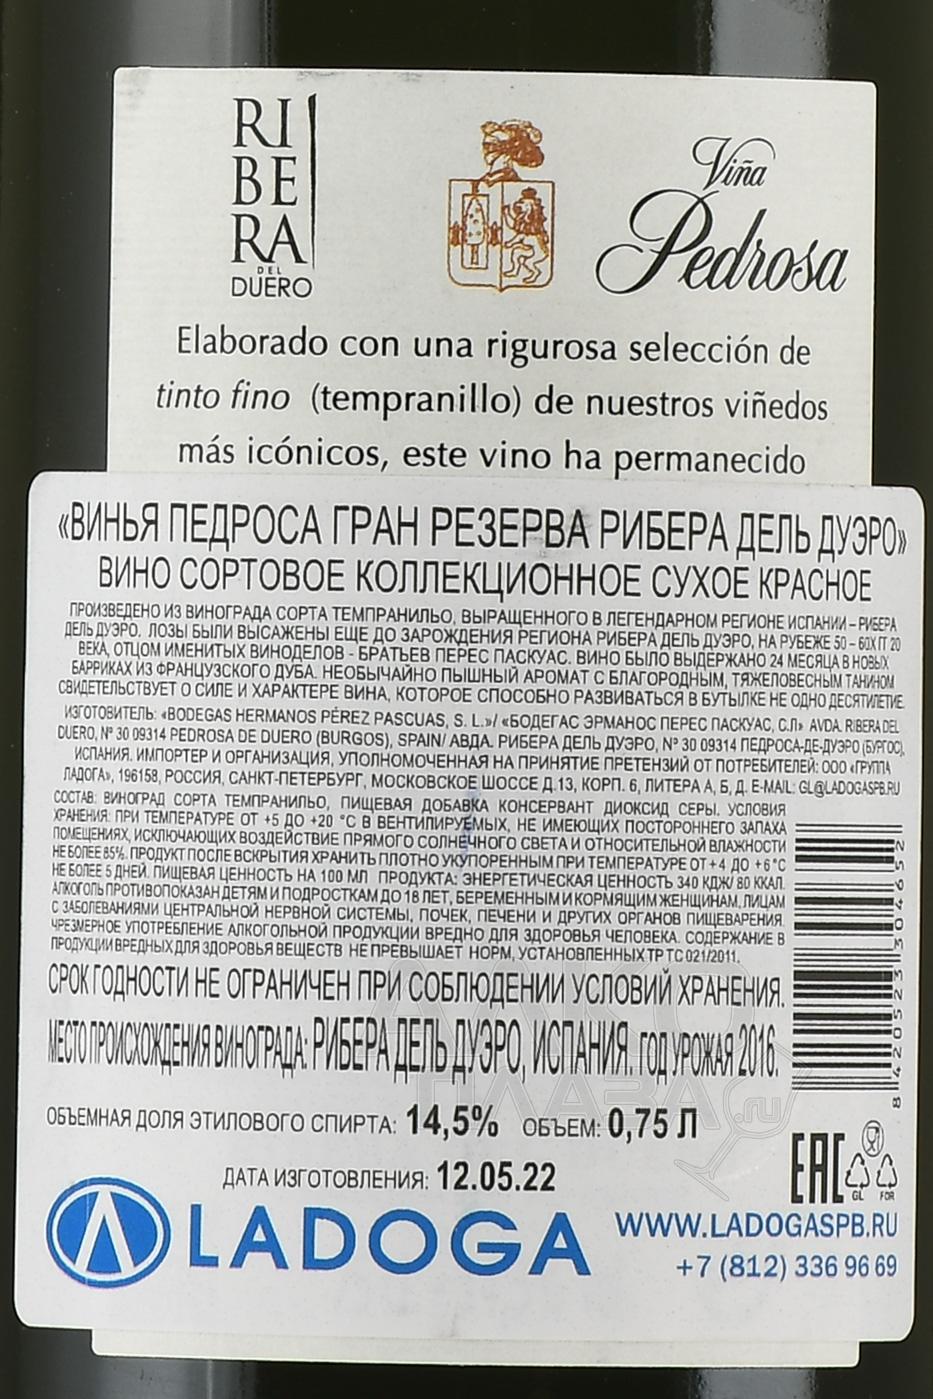 RI
BE
RA
DEL
DUERO
Viña
Pedrosa
Elaborado con una rigurosa selección de
tinto fino (tempranillo) de nuestros viñedos
más icónicos, este vino ha permanecido
«ВИНЬЯ ПЕДРОСА ГРАН РЕЗЕРВА РИБЕРА ДЕЛЬ ДУЭРО»
ВИНО СОРТОВОЕ КОЛЛЕКЦИОННОЕ СУХОЕ КРАСНОЕ
ПРОИЗВЕДЕНО ИЗ ВИНОГРАДА СОРТА ТЕМПРАНИЛЬО, ВЫРАЩЕННОГО В ЛЕГЕНДАРНОМ РЕГИОНЕ ИСПАНИИ – РИБЕРА
ДЕЛЬ ДУЭРО. ЛОЗЫ БЫЛИ ВЫСАЖЕНЫ ЕЩЕ ДО ЗАРОЖДЕНИЯ РЕГИОНА РИБЕРА ДЕЛЬ ДУЭРО, НА РУБЕЖЕ 50 – 60Х ГГ 20
ВЕКА, ОТЦОМ ИМЕНИТЫХ ВИНОДЕЛОВ - БРАТЬЕВ ПЕРЕС ПАСКУАС. ВИНО БЫЛО ВЫДЕРЖАНО 24 МЕСЯЦА В НОВЫХ
БАРРИКАХ ИЗ ФРАНЦУЗСКОГО ДУБА. НЕОБЫЧАЙНО ПЫШНЫЙ АРОМАТ С БЛАГОРОДНЫМ, ТЯЖЕЛОВЕСНЫМ ТАНИНОМ
СВИДЕТЕЛЬСТВУЕТ О СИЛЕ И ХАРАКТЕРЕ ВИНА, КОТОРОЕ СПОСОБНО РАЗВИВАТЬСЯ В БУТЫЛКЕ НЕ ОДНО ДЕСЯТИЛЕТИЕ.
ИЗГОТОВИТЕЛЬ: «BODEGAS HERMANOS PÉREZ PASCUAS, S. L.»/ «БОДЕГАС ЭРМАНОС ПЕРЕС ПАСКУАС, С.Л» AVDA. RIBERA DEL
DUERO, Nº 30 09314 PEDROSA DE DUERO (BURGOS), SPAIN/ АВДА. РИБЕРА ДЕЛЬ ДУЭРО, Nº 30 09314 ПЕДРОСА-ДЕ-ДУЭРО (БУРГОС),
ИСПАНИЯ. ИМПОРТЕР И ОРГАНИЗАЦИЯ, УПОЛНОМОЧЕННАЯ НА ПРИНЯТИЕ ПРЕТЕНЗИЙ ОТ ПОТРЕБИТЕЛЕЙ: ООО «ГРУППА
ЛАДОГА», 196158, РОССИЯ, САНКТ-ПЕТЕРБУРГ, МОСКОВСКОЕ ШОССЕ Д.13, КОРП. 6, ЛИТЕРА А, Б, Д. E-MAIL: GL@LADOGASPB.RU
СОСТАВ: ВИНОГРАД СОРТА ТЕМПРАНИЛЬО, ПИЩЕВАЯ ДОБАВКА КОНСЕРВАНТ ДИОКСИД СЕРЫ. УСЛОВИЯ
ХРАНЕНИЯ: ПРИ ТЕМПЕРАТУРЕ ОТ +5 ДО +20 °С В ВЕНТИЛИРУЕМЫХ, НЕ ИМЕЮЩИХ ПОСТОРОННЕГО ЗАПАХА
ПОМЕЩЕНИЯХ, ИСКЛЮЧАЮЩИХ ВОЗДЕЙСТВИЕ ПРЯМОГО СОЛНЕЧНОГО СВЕТА И ОТНОСИТЕЛЬНОЙ ВЛАЖНОСТИ
НЕ БОЛЕЕ 85%. ПРОДУКТ ПОСЛЕ ВСКРЫТИЯ ХРАНИТЬ ПЛОТНО УКУПОРЕННЫМ ПРИ ТЕМПЕРАТУРЕ ОТ + 4 ДО +6 °С
НЕ БОЛЕЕ 5 ДНЕЙ. ПИЩЕВАЯ ЦЕННОСТЬ НА 100 МЛ ПРОДУКТА: ЭНЕРГЕТИЧЕСКАЯ ЦЕННОСТЬ 340 КДЖ/ 80 ККАЛ.
АЛКОГОЛЬ ПРОТИВОПОКАЗАН ДЕТЯМ И ПОДРОСТКАМ ДО 18 ЛЕТ, БЕРЕМЕННЫМ И КОРМЯЩИМ ЖЕНЩИНАМ, ЛИЦАМ
С ЗАБОЛЕВАНИЯМИ ЦЕНТРАЛЬНОЙ НЕРВНОЙ СИСТЕМЫ, ПОЧЕК, ПЕЧЕНИ И ДРУГИХ ОРГАНОВ ПИЩЕВАРЕНИЯ.
ЧРЕЗМЕРНОЕ УПОТРЕБЛЕНИЕ АЛКОГОЛЬНОЙ ПРОДУКЦИИ ВРЕДНО ДЛЯ ЗДОРОВЬЯ ЧЕЛОВЕКА. СОДЕРЖАНИЕ В
ПРОДУКЦИИ ВРЕДНЫХ ДЛЯ ЗДОРОВЬЯ ВЕЩЕСТВ НЕ ПРЕВЫШАЕТ НОРМ, УСТАНОВЛЕННЫХ ТР ТС 021/2011.
СРОК ГОДНОСТИ НЕ ОГРАНИЧЕН ПРИ СОБЛЮДЕНИИ УСЛОВИЙ ХРАНЕНИЯ.
МЕСТО ПРОИСХОЖДЕНИЯ ВИНОГРАДА: РИБЕРА ДЕЛЬ ДУЭРО, ИСПАНИЯ. ГОД УРОЖАЯ 2016.
ОБЪЕМНАЯ ДОЛЯ ЭТИЛОВОГО СПИРТА: 14,5% ОБЪЕМ: 0,75 Л
ДАТА ИЗГОТОВЛЕНИЯ: 12.05.22
8 420523 304652
EAC
GL FOR
LADOGA
WWW.LADOGASPB.RU
+7 (812) 336 96 69
АЛКО
ПЛАЗА
.ru